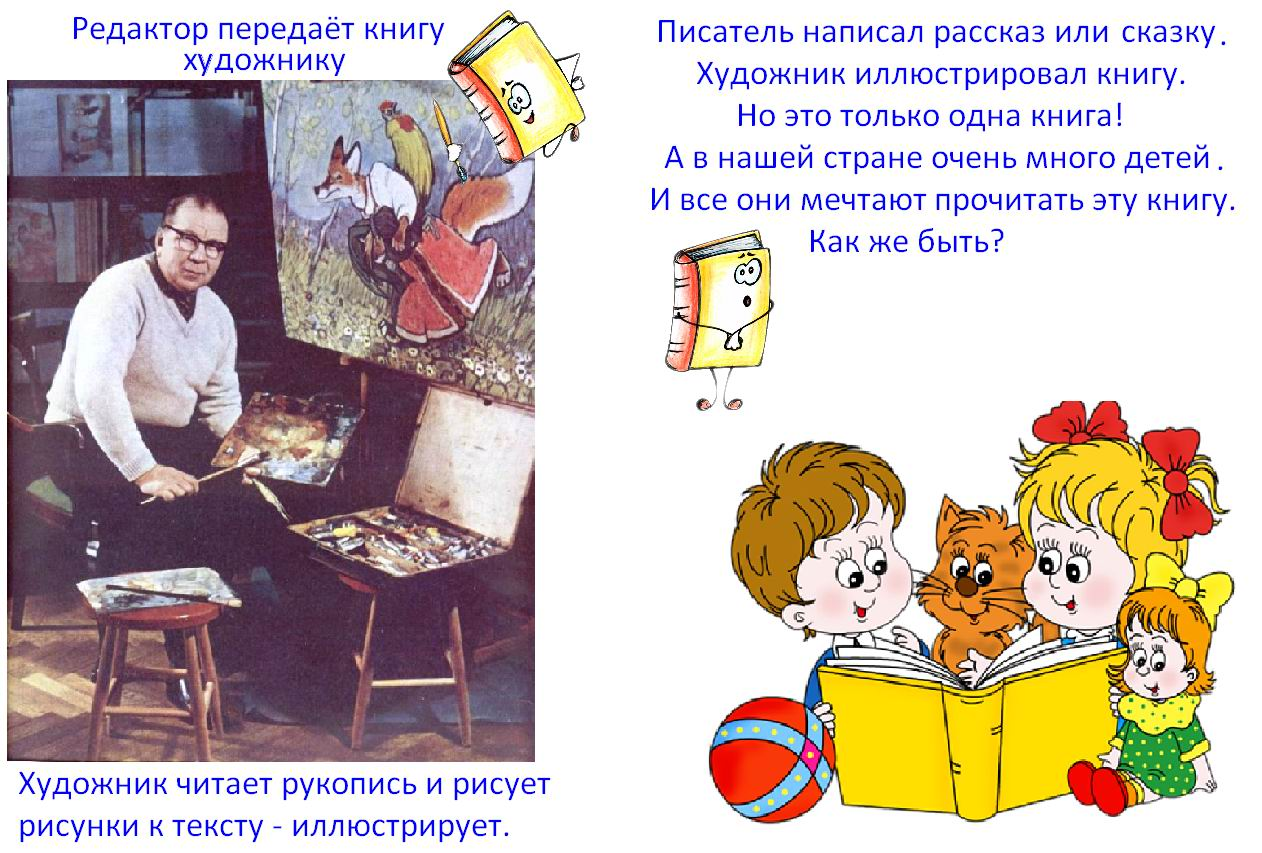 Редактор передаёт книгу
художнику
Художник читает рукопись и рисует
рисунки к тексту - иллюстрирует.
Писатель написал рассказ или сказку.
Художник иллюстрировал книгу.
Но это только одна книга!
А в нашей стране очень много детей.
И все они мечтают прочитать эту книгу.
Как же быть?